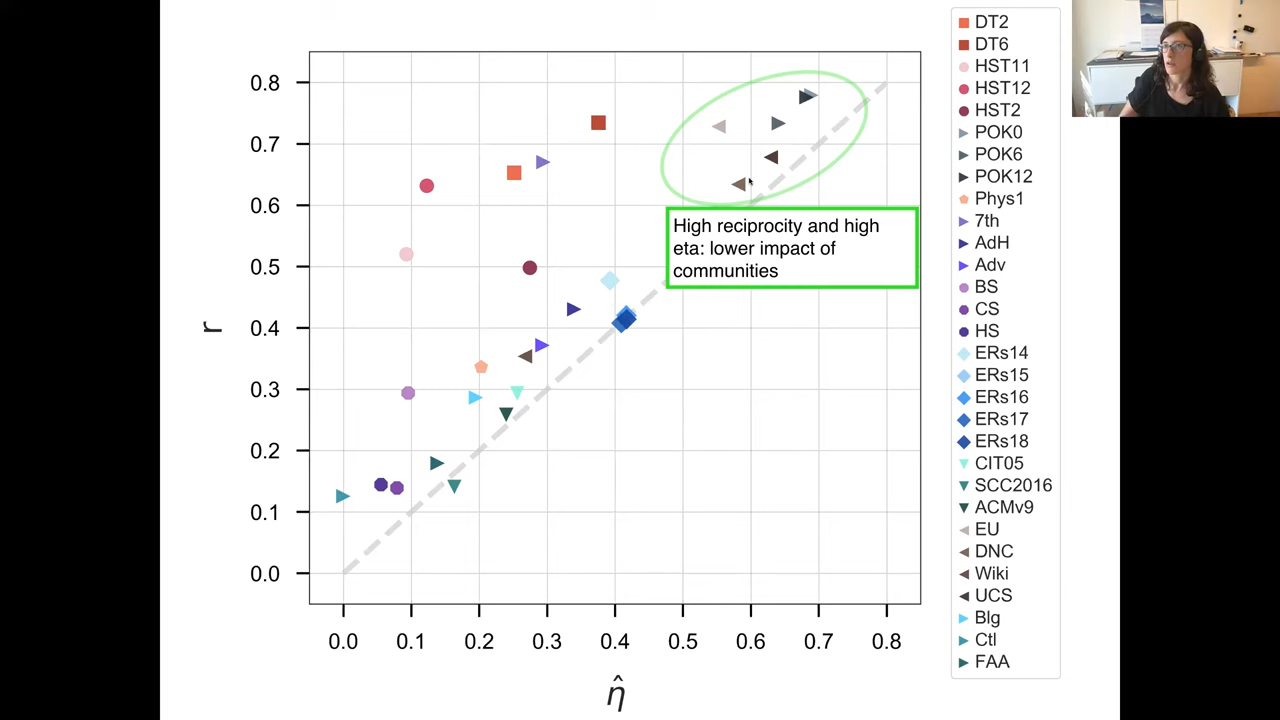 0.8
0.7
0.6
0.5
0.4
0.3
0.2
0.1
0.0
r
0.0 0.1 0.2 0.3 0.4 0.5 0.6 0.7 0.8
η̂
High reciprocity and high
eta: lower impact of
communities
DT2
DT6
HST11
HST12
HST2
POK0
POK6
POK12
Phys1
7th
AdH
Adv
BS
CS
HS
ERs14
ERs15
ERs16
ERs17
ERs18
CIT05
SCC2016
ACMv9
EU
DNC
Wiki
UCS
Blg
Ctl
FAA